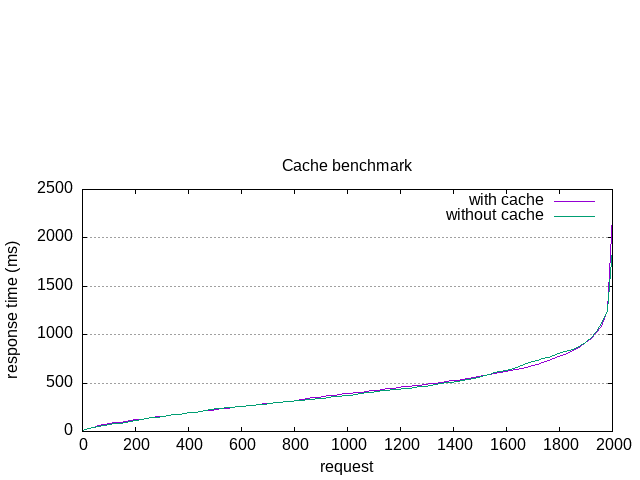 Cache benchmark
2500
2000
1500
1000
500
0
response time (ms)
with cache
without cache
0 200 400 600 800 1000 1200 1400 1600 1800 2000
request